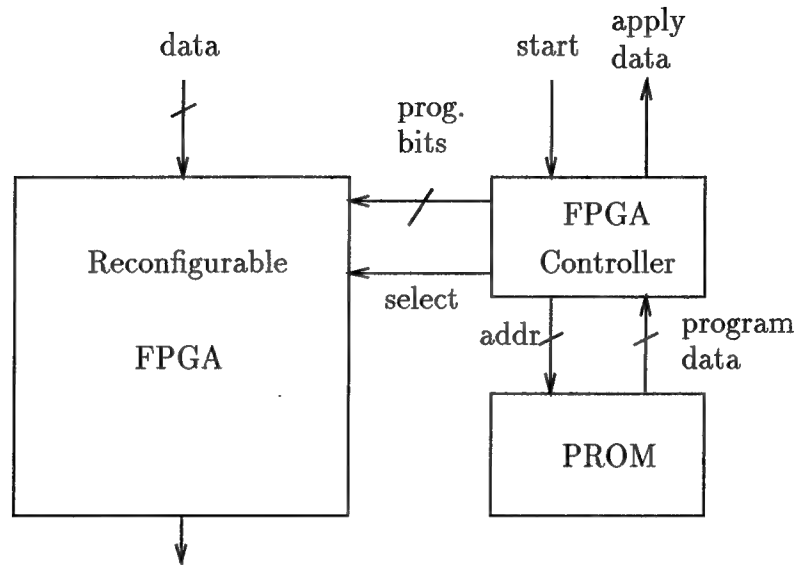 data
start
apply
data
prog.
bits
FPGA
Controller
Reconfigurable
FPGA
select
addr
program
data
PROM